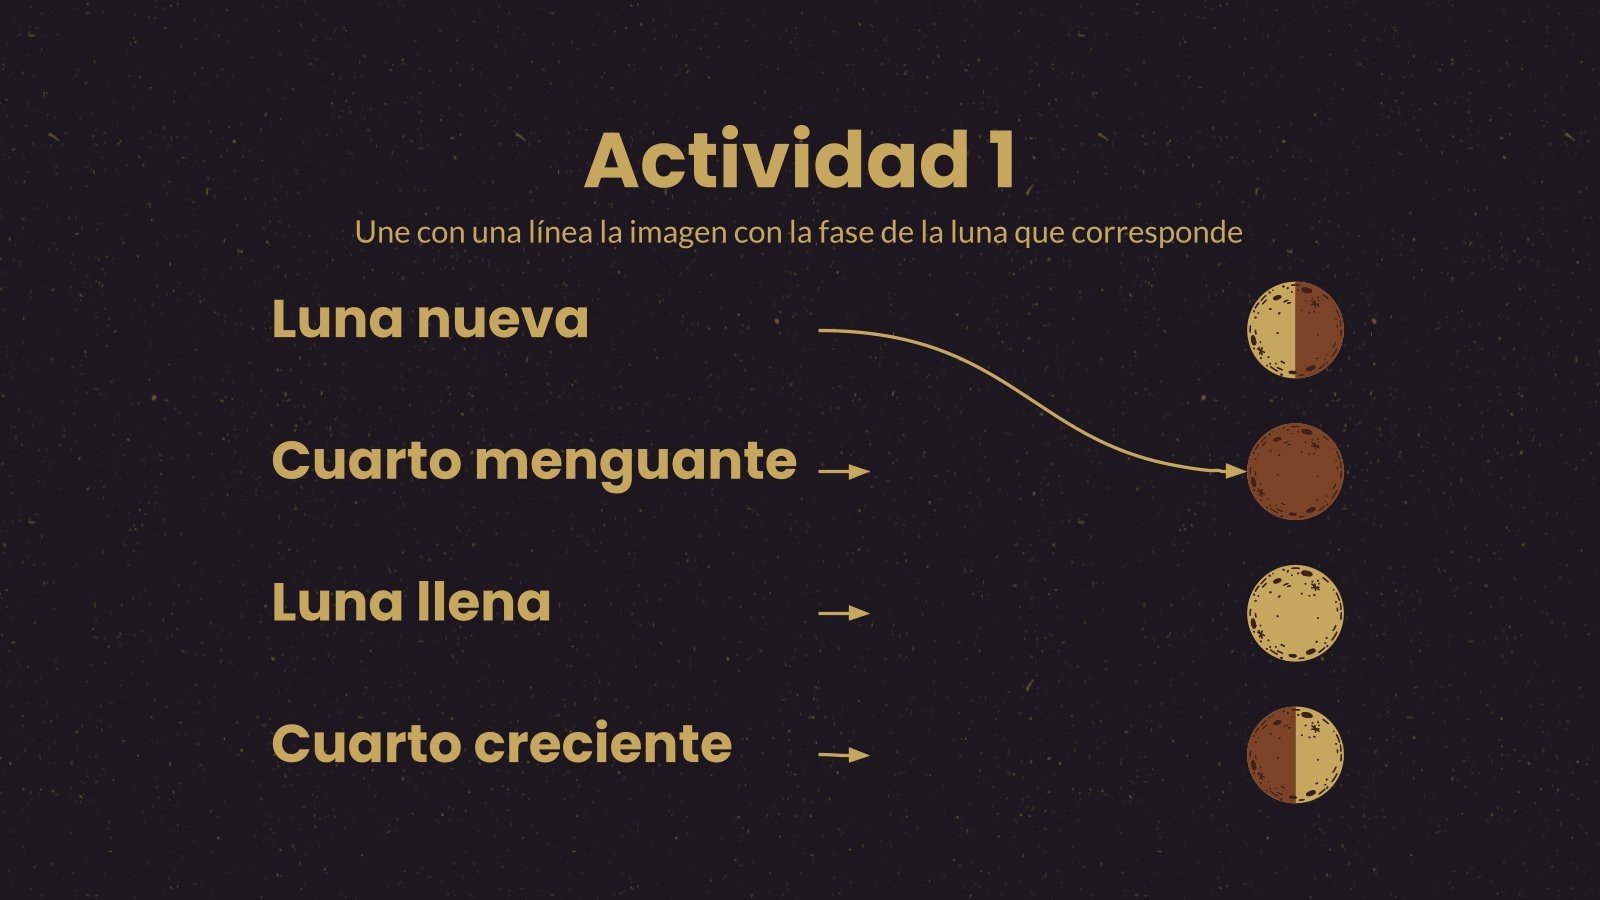 Actividad 1
Une con una línea la imagen con la fase de la luna que corresponde
Luna nueva
Cuarto menguante
Luna llena
Cuarto creciente